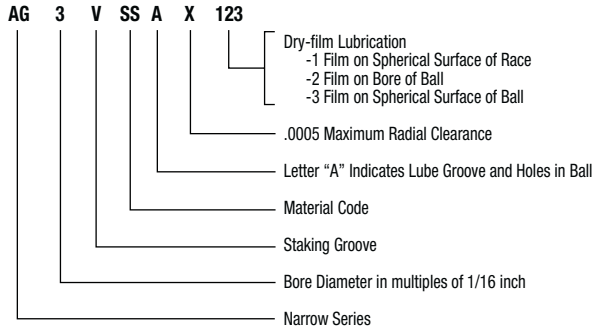 AG 3 V SS A X 123
Dry-film Lubrication
-1 Film on Spherical Surface of Race
-2 Film on Bore of Ball
-3 Film on Spherical Surface of Ball
.0005 Maximum Radial Clearance
Letter “A” Indicates Lube Groove and Holes in Ball
Material Code
Staking Groove
Bore Diameter in multiples of 1/16 inch
Narrow Series